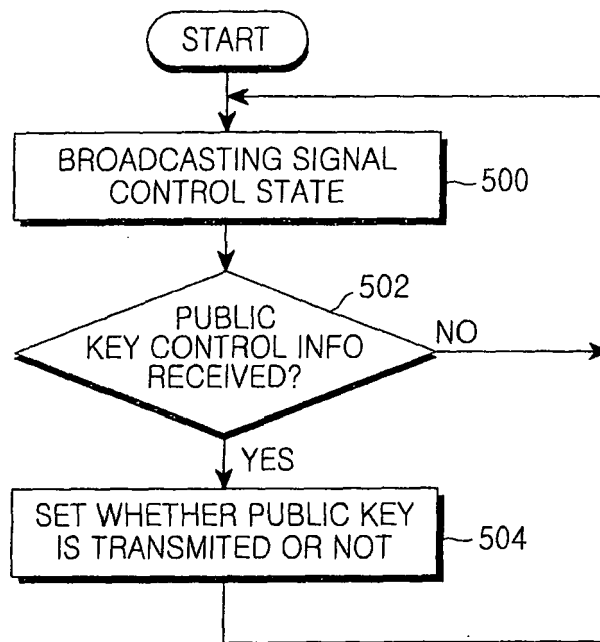 START
BROADCASTING SIGNAL
CONTROL STATE
500
502
PUBLIC
KEY CONTROL INFO
RECEIVED?
NO
YES
SET WHETHER PUBLIC KEY
IS TRANSMITED OR NOT
504